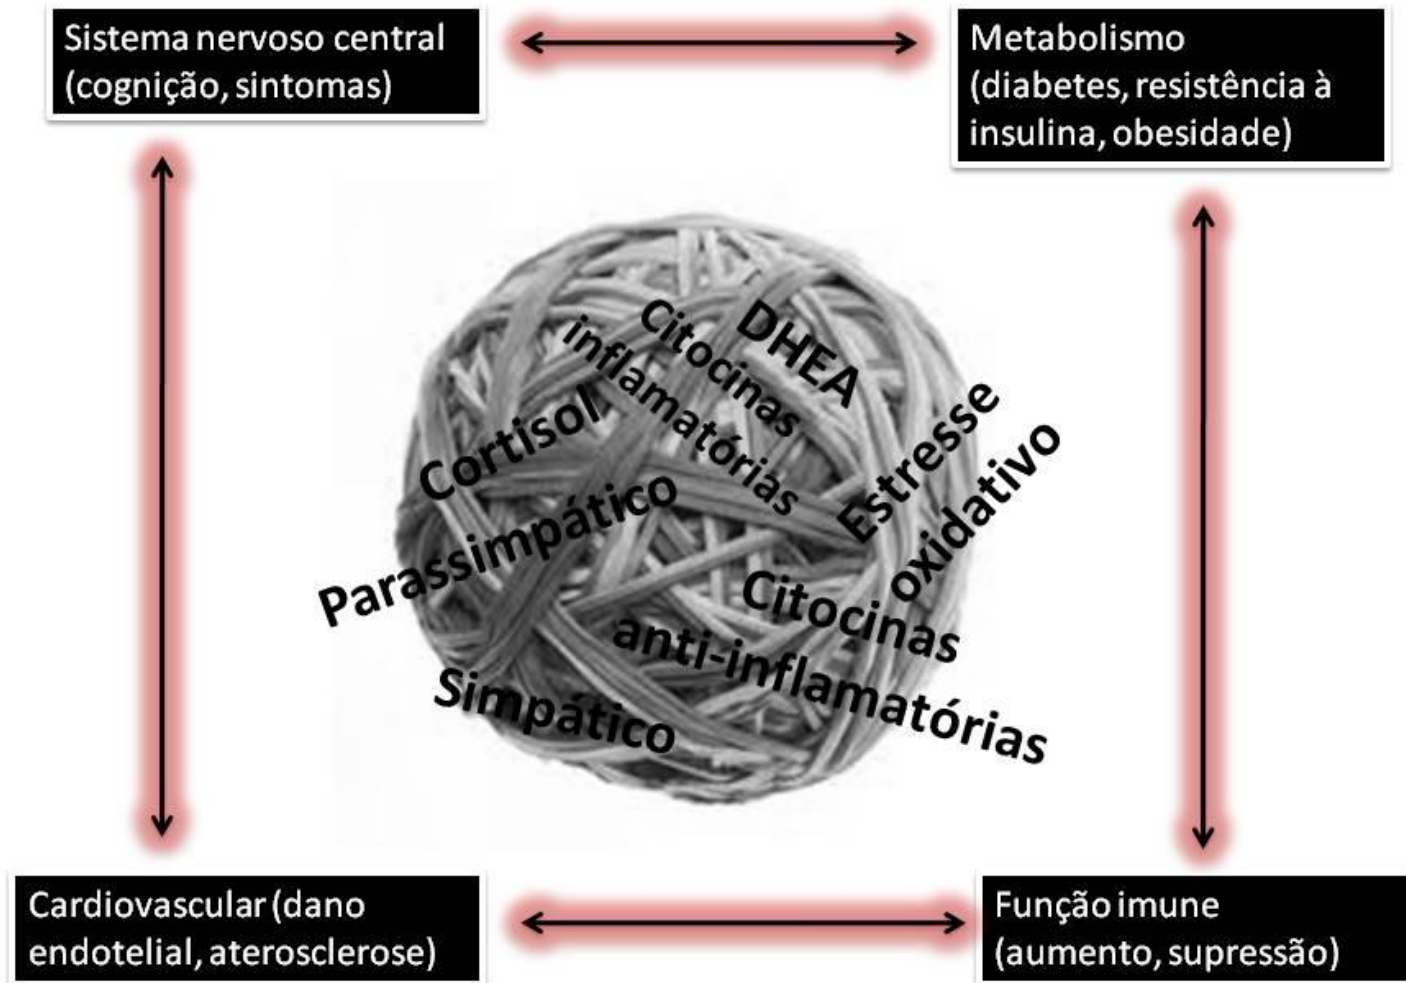 Sistema nervoso central
(cognição, sintomas)
Metabolismo
(diabetes, resistência à
insulina, obesidade)
Citocinas
inflamatórias
DHEA
Cortisol
Estresse
oxidativo
Parassimpático
Citocinas
anti-inflamatórias
Simpático
Cardiovascular (dano
endotelial, aterosclerose)
Função imune
(aumento, supressão)